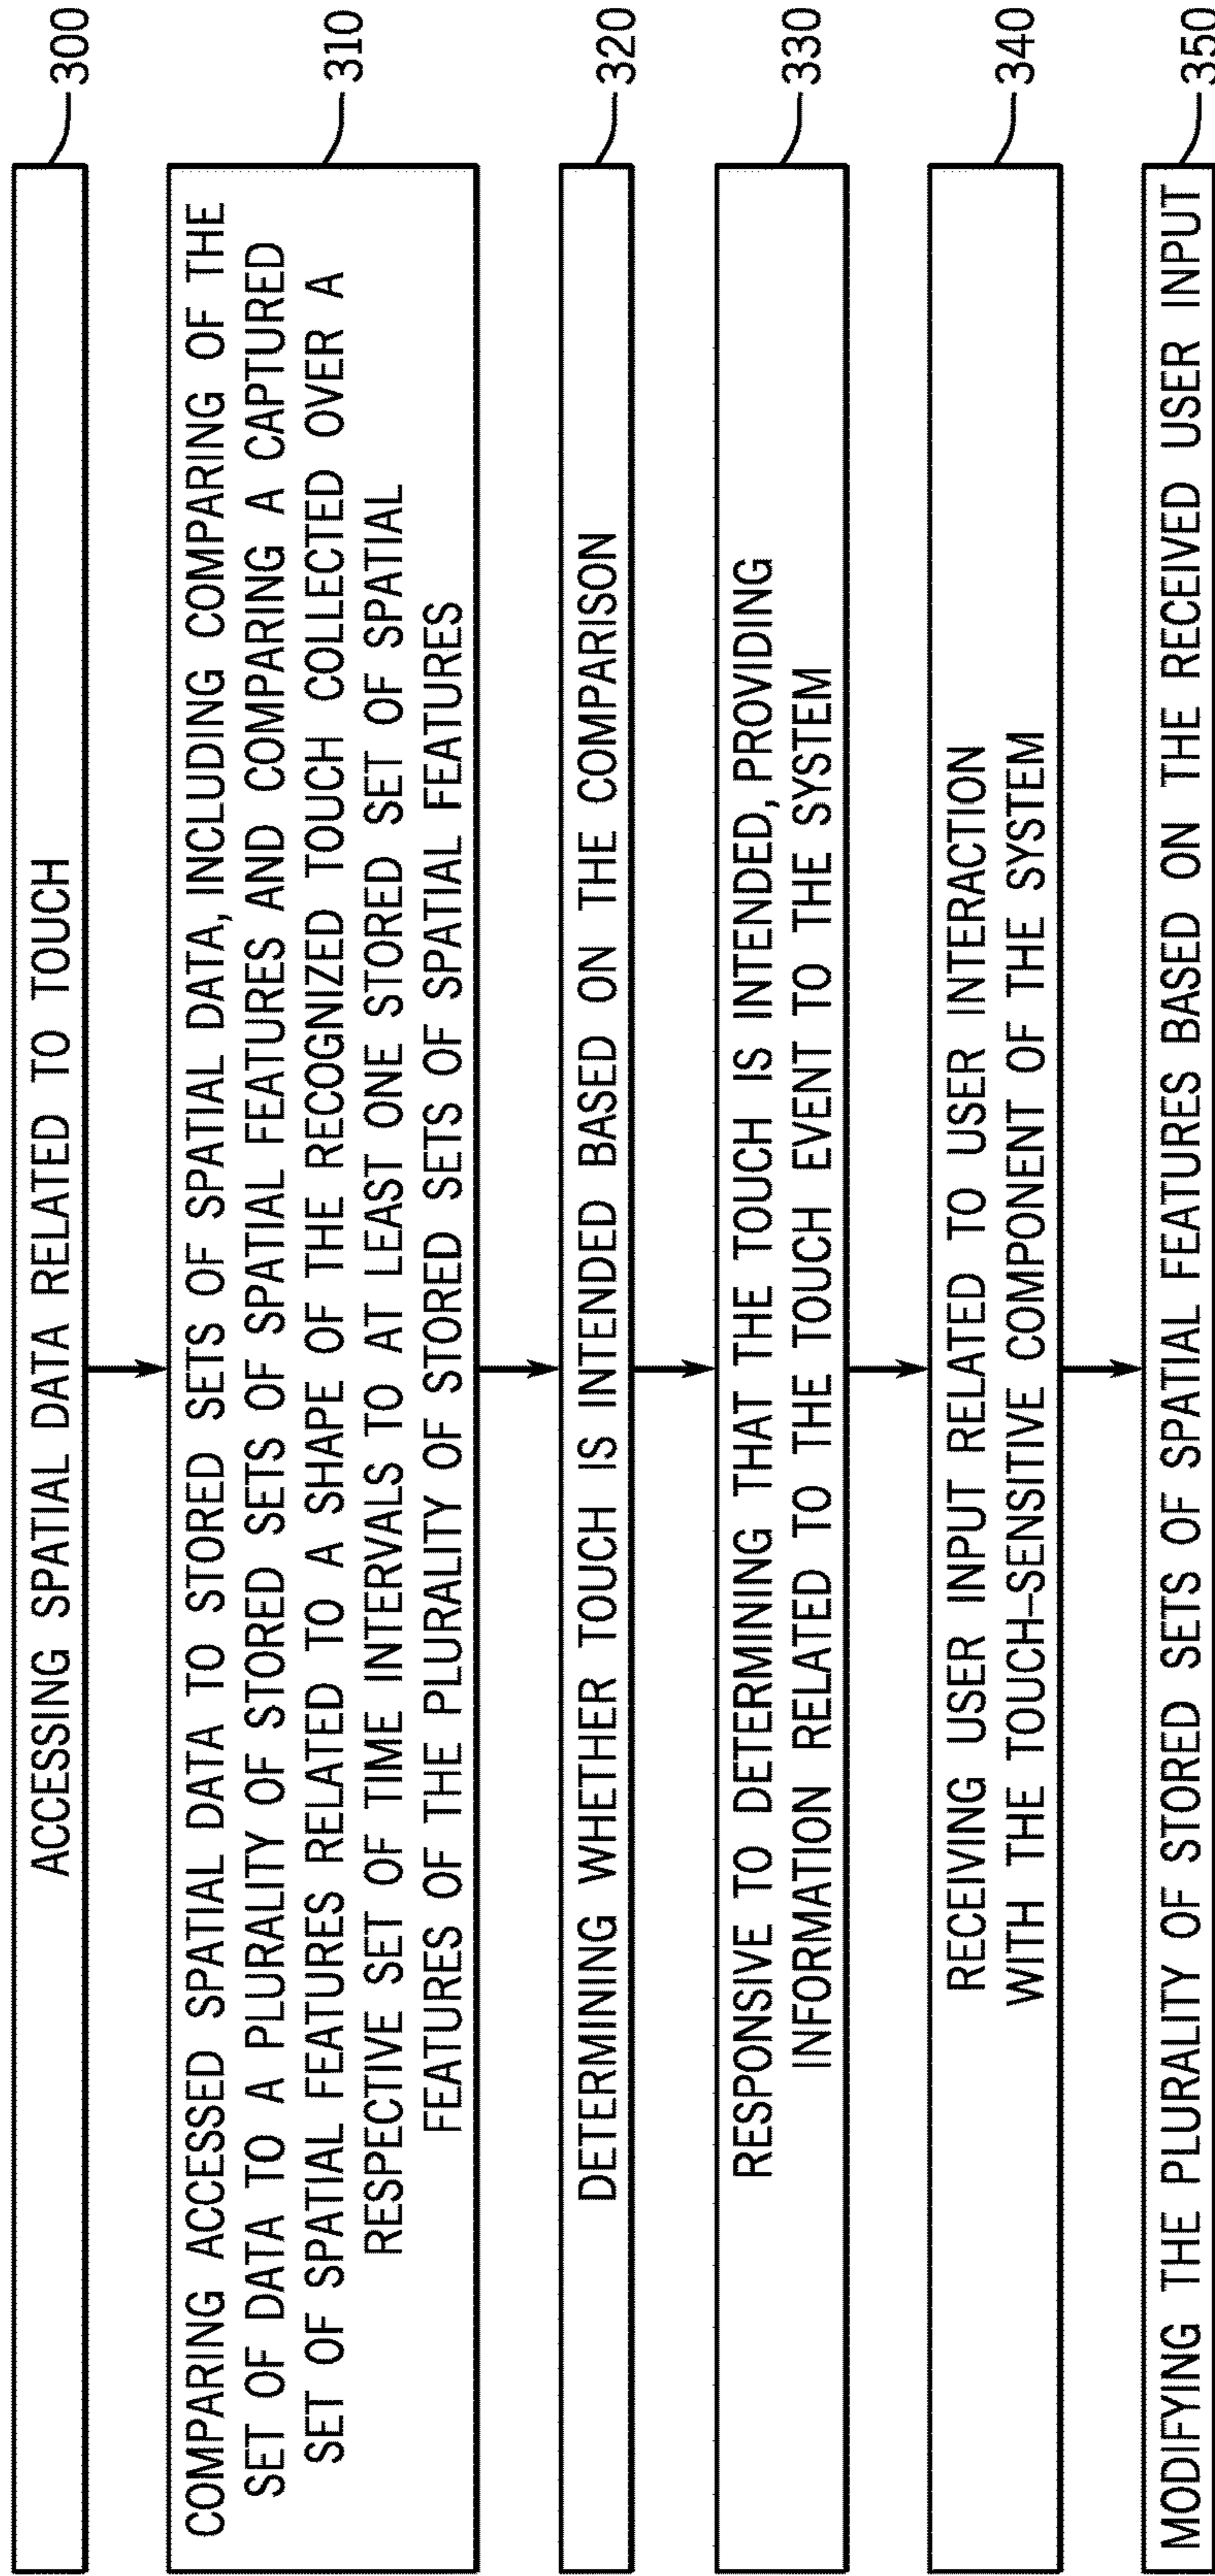 ACCESSING SPATIAL DATA RELATED TO TOUCH
300
COMPARING ACCESSED SPATIAL DATA TO STORED SETS OF SPATIAL DATA, INCLUDING COMPARING OF THE
SET OF DATA TO A PLURALITY OF STORED SETS OF SPATIAL FEATURES AND COMPARING A CAPTURED
SET OF SPATIAL FEATURES RELATED TO A SHAPE OF THE RECOGNIZED TOUCH COLLECTED OVER A
RESPECTIVE SET OF TIME INTERVALS TO AT LEAST ONE STORED SET OF SPATIAL
FEATURES OF THE PLURALITY OF STORED SETS OF SPATIAL FEATURES
310
DETERMINING WHETHER TOUCH IS INTENDED BASED ON THE COMPARISON
320
RESPONSIVE TO DETERMINING THAT THE TOUCH IS INTENDED, PROVIDING
INFORMATION RELATED TO THE TOUCH EVENT TO THE SYSTEM
330
RECEIVING USER INPUT RELATED TO USER INTERACTION
WITH THE TOUCH-SENSITIVE COMPONENT OF THE SYSTEM
340
MODIFYING THE PLURALITY OF STORED SETS OF SPATIAL FEATURES BASED ON THE RECEIVED USER INPUT
350